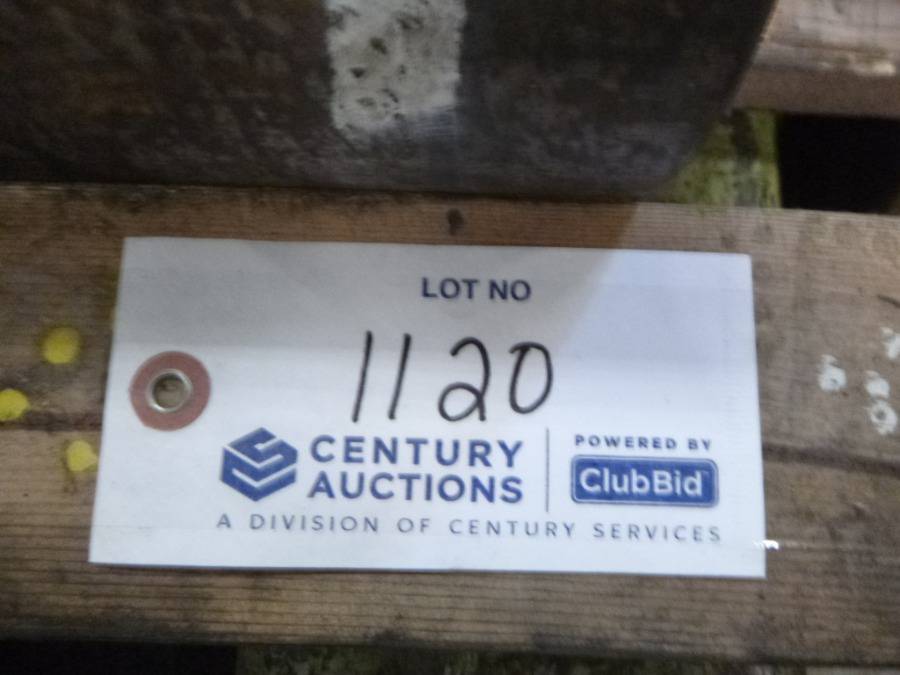 LOT NO
1120
CENTURY
AUCTIONS
POWERED BY
ClubBid
A DIVISION OF CENTURY SERVICES